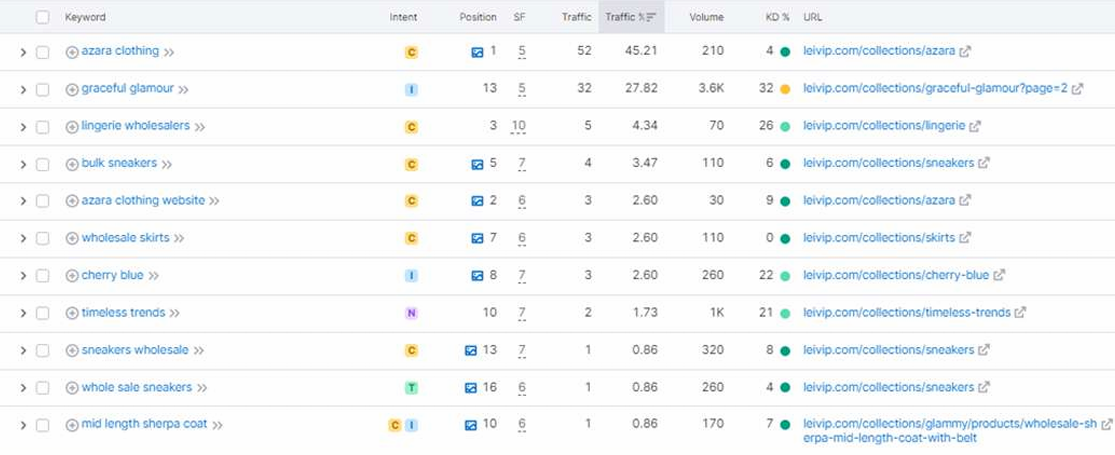 Keyword Intent Position SF Traffic Traffic % Volume KD % URL
azara clothing C 1 5 52 45.21 210 4 leivip.com/collections/azara
graceful glamour I 13 5 32 27.82 3.6K 32 leivip.com/collections/graceful-glamour?page=2
lingerie wholesalers C 3 10 5 4.34 70 26 leivip.com/collections/lingerie
bulk sneakers C 5 7 4 3.47 110 6 leivip.com/collections/sneakers
azara clothing website C 2 6 3 2.60 30 9 leivip.com/collections/azara
wholesale skirts C 7 6 3 2.60 110 0 leivip.com/collections/skirts
cherry blue I 8 7 3 2.60 260 22 leivip.com/collections/cherry-blue
timeless trends N 10 7 2 1.73 1K 21 leivip.com/collections/timeless-trends
sneakers wholesale C 13 7 1 0.86 320 8 leivip.com/collections/sneakers
whole sale sneakers T 16 6 1 0.86 260 4 leivip.com/collections/sneakers
mid length sherpa coat C I 10 6 1 0.86 170 7 leivip.com/collections/glammy/products/wholesale-sh
erpa-mid-length-coat-with-belt